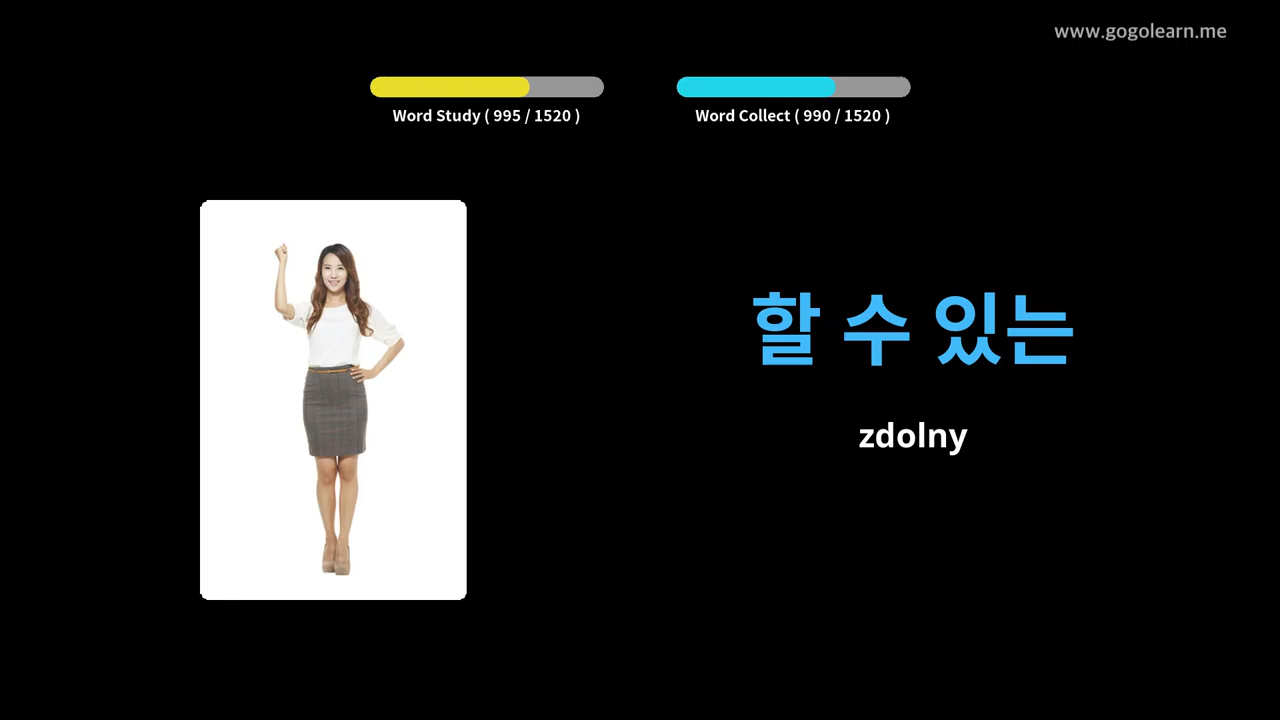 www.gogolearn.me
Word Study ( 995 / 1520 )
Word Collect ( 990 / 1520 )
할 수 있는
zdolny